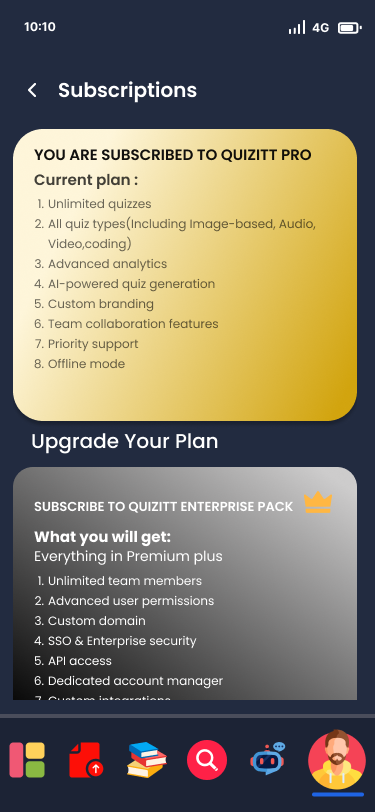 10:10
4G
Subscriptions
YOU ARE SUBSCRIBED TO QUIZITT PRO
Current plan :
1. Unlimited quizzes
2. All quiz types(Including Image-based, Audio,
Video,coding)
3. Advanced analytics
4. AI-powered quiz generation
5. Custom branding
6. Team collaboration features
7. Priority support
8. Offline mode
Upgrade Your Plan
SUBSCRIBE TO QUIZITT ENTERPRISE PACK
What you will get:
Everything in Premium plus
1. Unlimited team members
2. Advanced user permissions
3. Custom domain
4. SSO & Enterprise security
5. API access
6. Dedicated account manager
7. Custom integrations